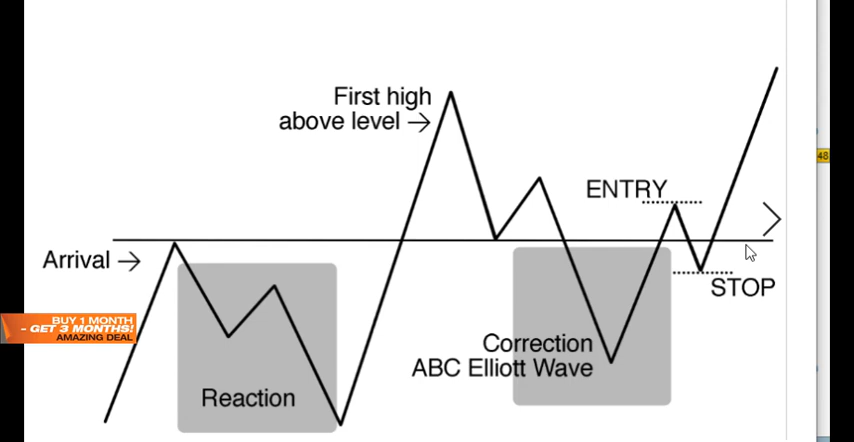 First high
above level →
ENTRY
Arrival →
STOP
BUY 1 MONTH
- GET 3 MONTHS!
AMAZING DEAL
Correction
ABC Elliott Wave
Reaction
48